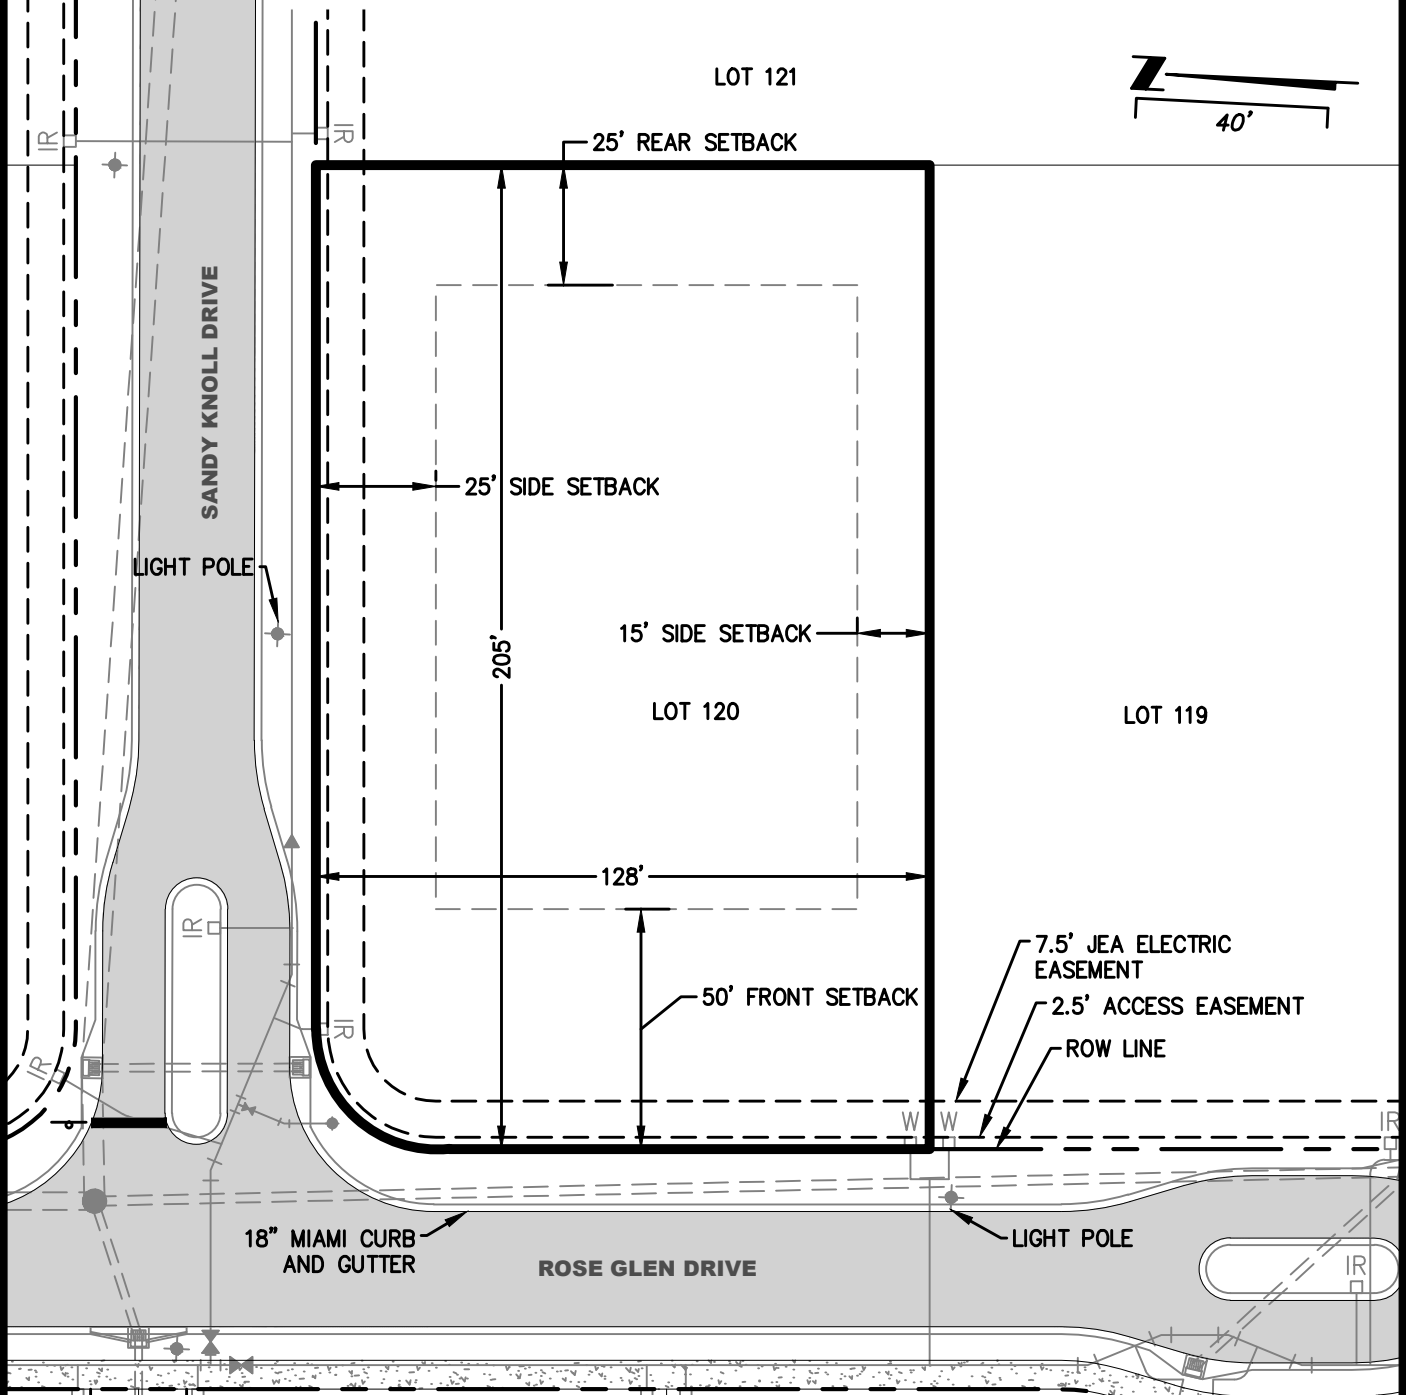 LOT 121
Z
40'
IR
IR
25' REAR SETBACK
SANDY KNOLL DRIVE
25' SIDE SETBACK
LIGHT POLE
15' SIDE SETBACK
205'
LOT 120
LOT 119
128'
IR
7.5' JEA ELECTRIC
EASEMENT
50' FRONT SETBACK
2.5' ACCESS EASEMENT
IR
ROW LINE
IR
W W
IR
18" MIAMI CURB
AND GUTTER
LIGHT POLE
ROSE GLEN DRIVE
IR